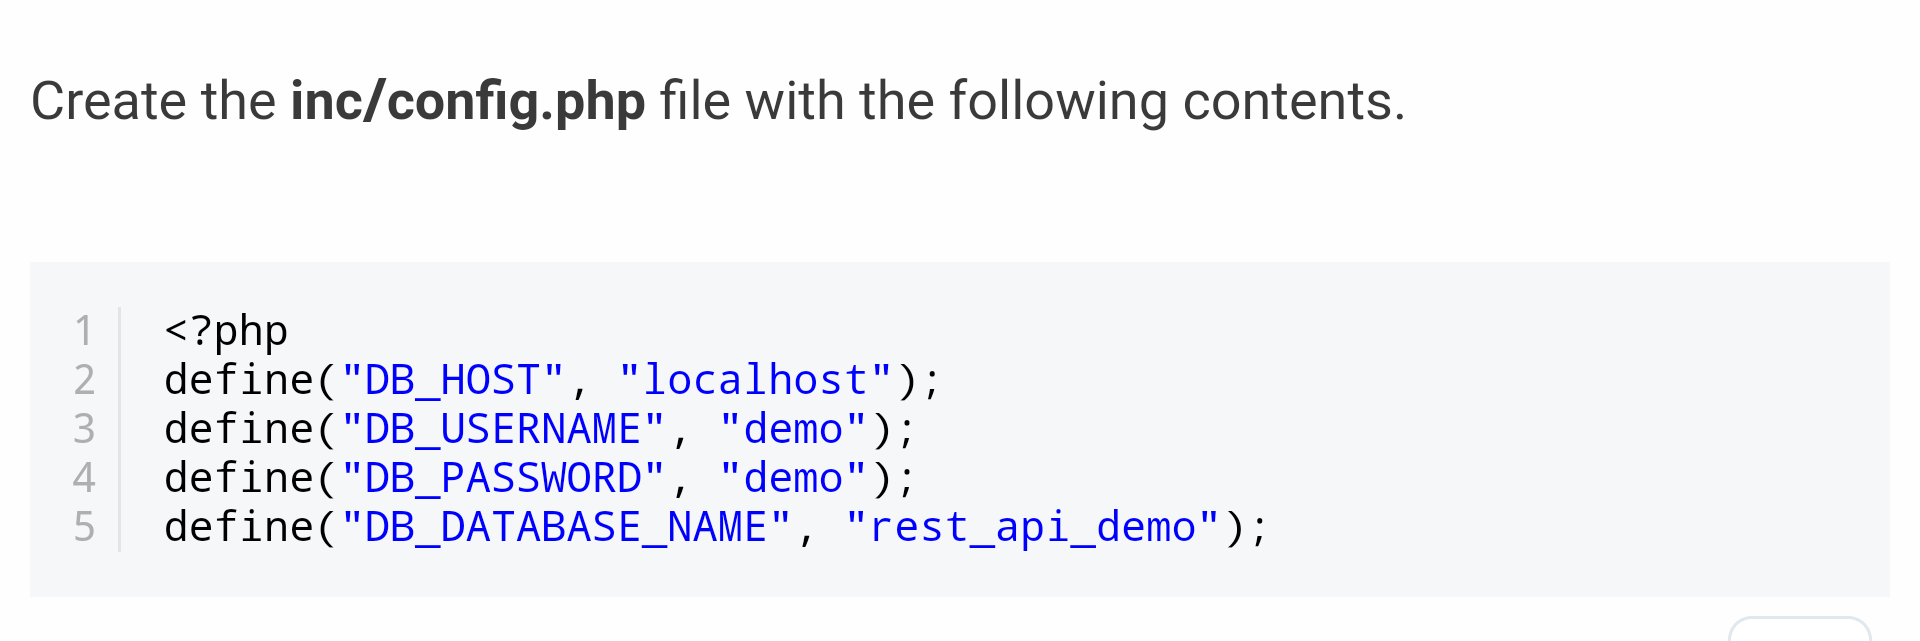 Create the inc/config.php file with the following contents.
1 <?php
2 define("DB_HOST", "localhost");
3 define("DB_USERNAME", "demo");
4 define("DB_PASSWORD", "demo");
5 define("DB_DATABASE_NAME", "rest_api_demo");